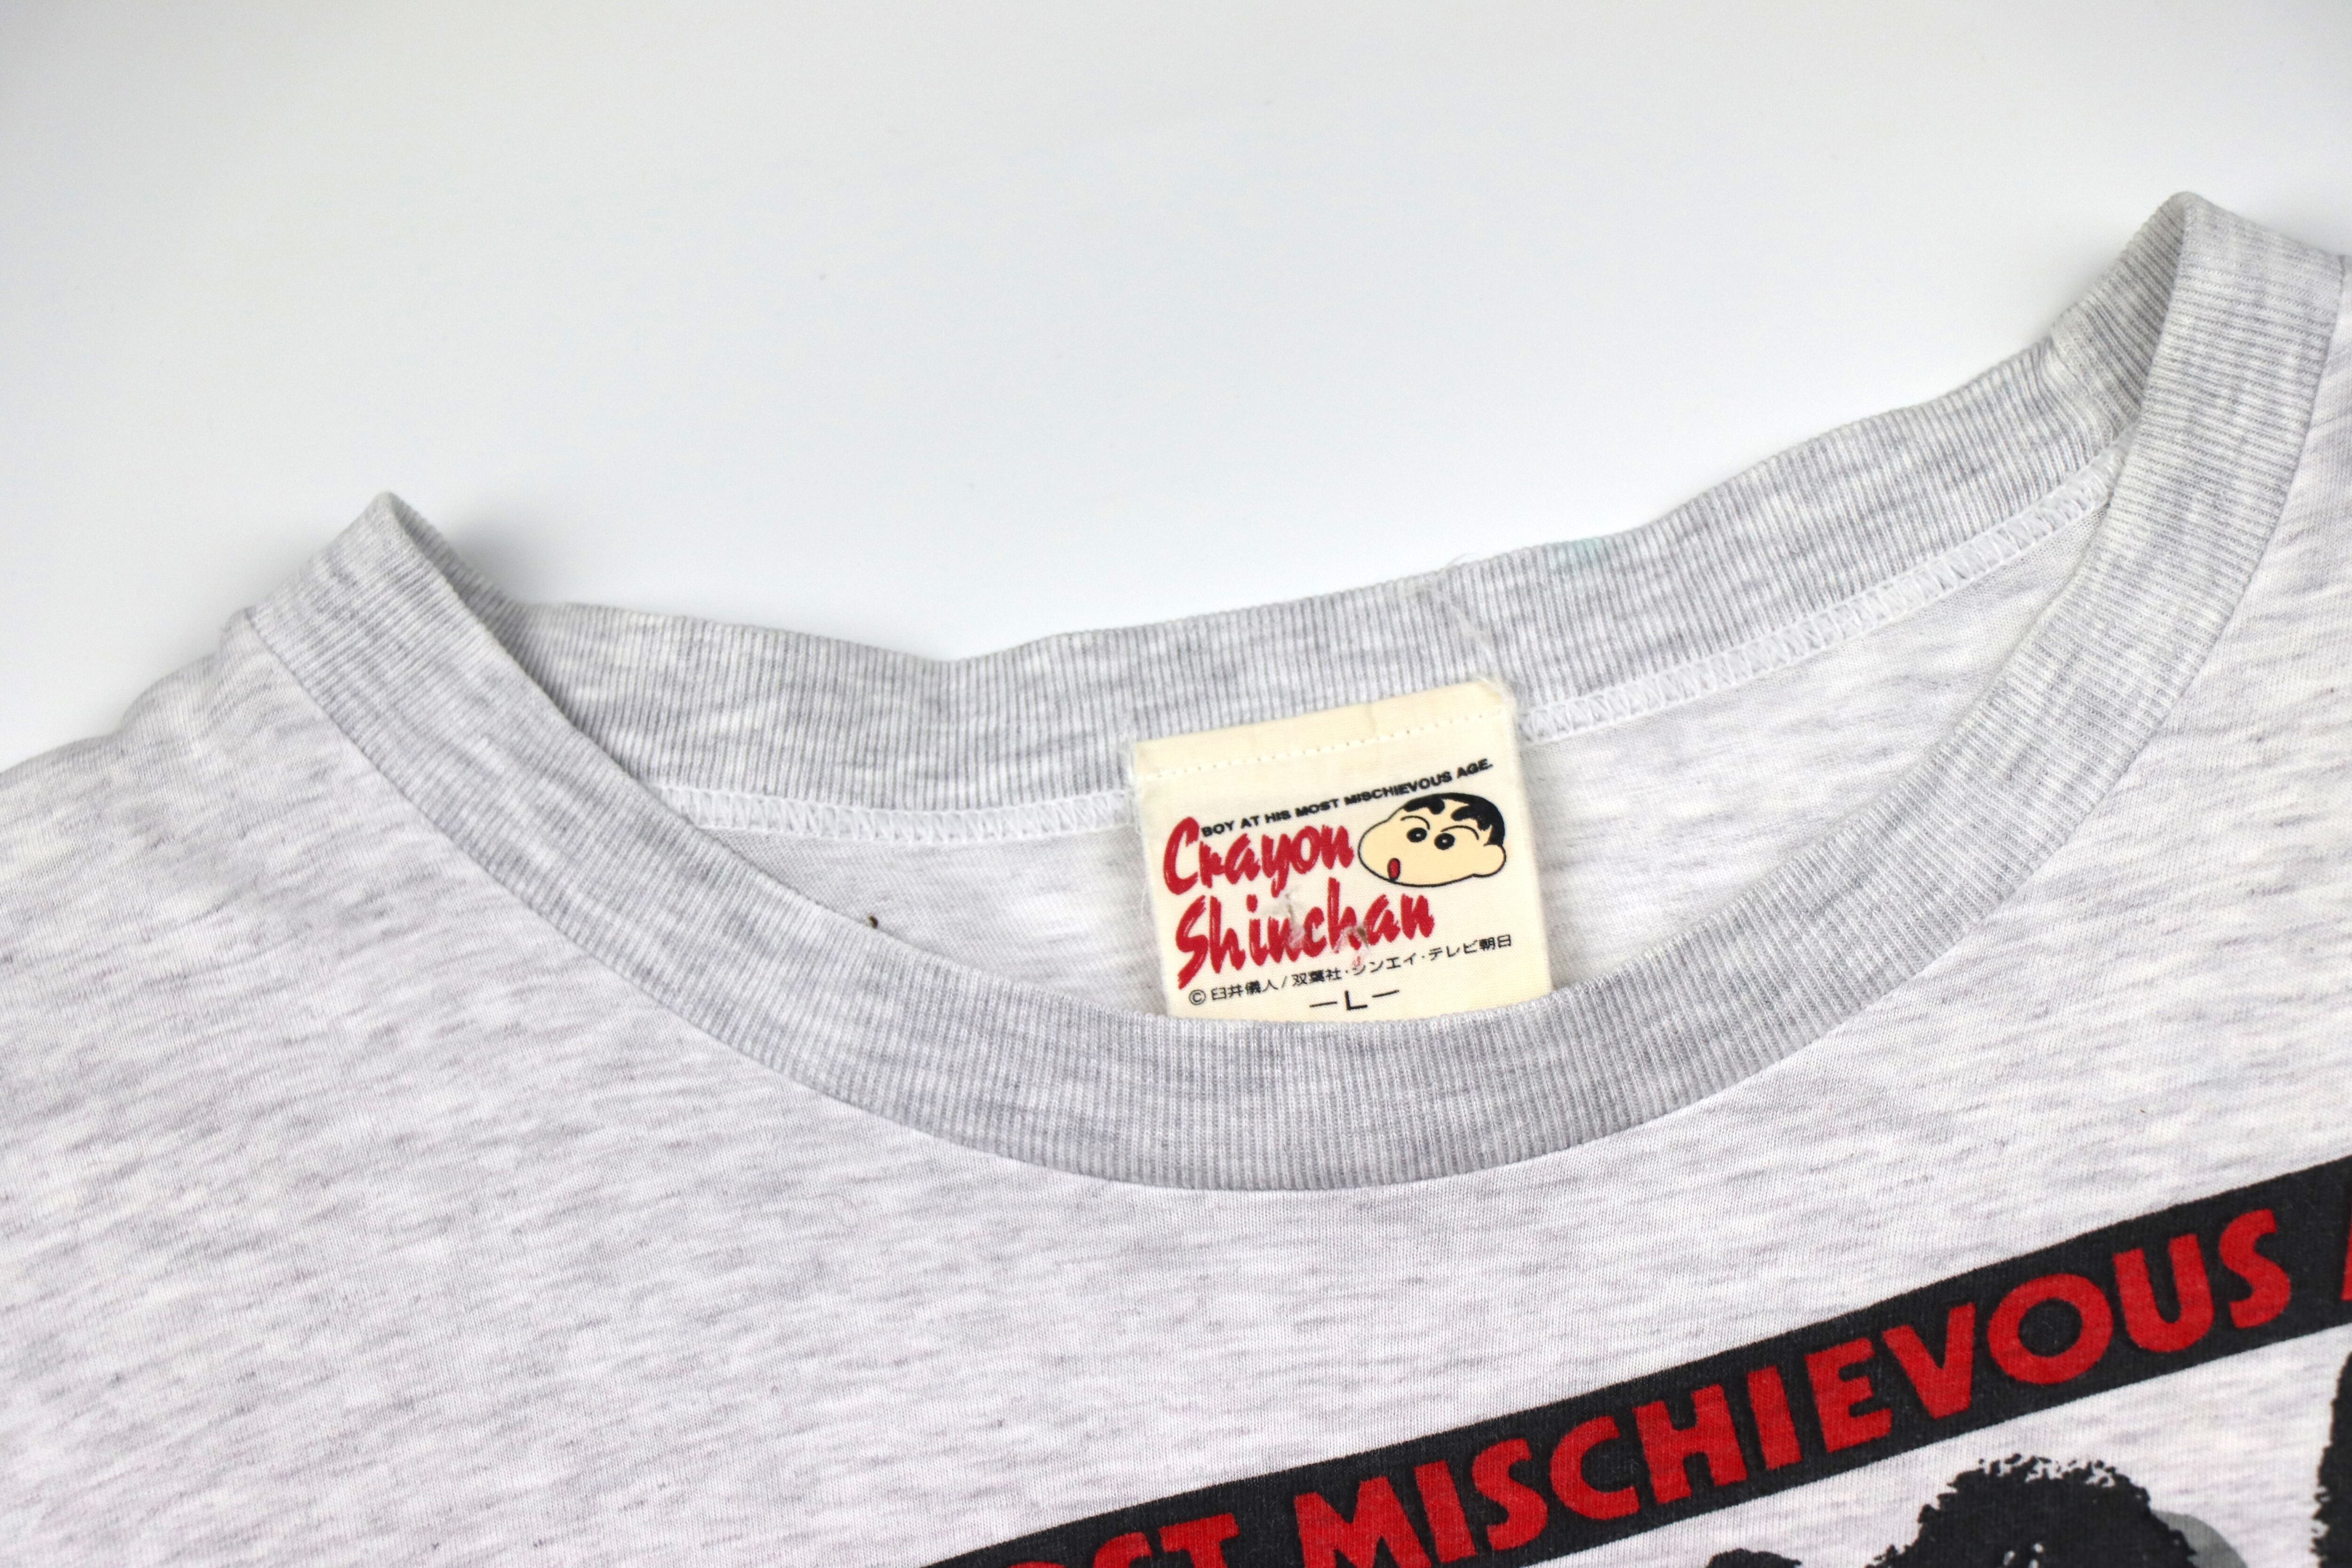 BOY AT HIS MOST MISCHIEVOUS AGE.
Crayon
Shinchan
© 臼井儀人/双葉社・シンエイ・テレビ朝日
—L—
MISCHIEVOUS